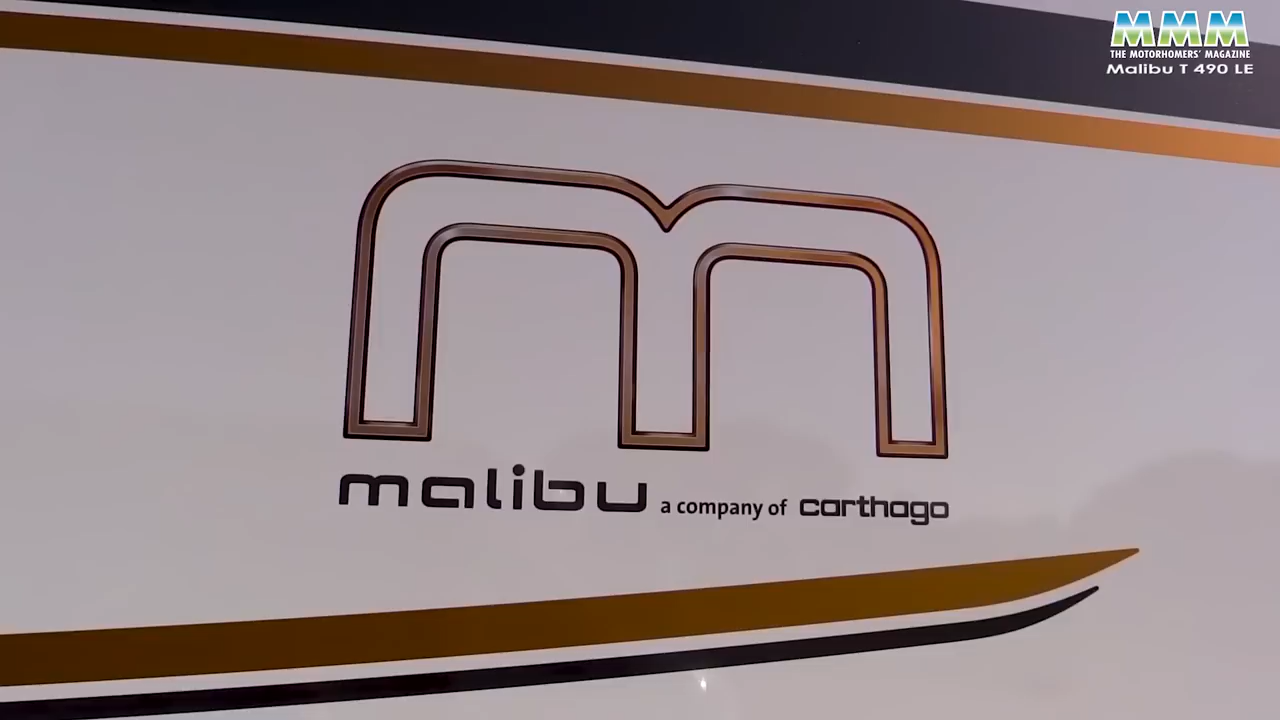 MMM
THE MOTORHOMERS' MAGAZINE
Malibu T 490 LE
m
malibu a company of carthago